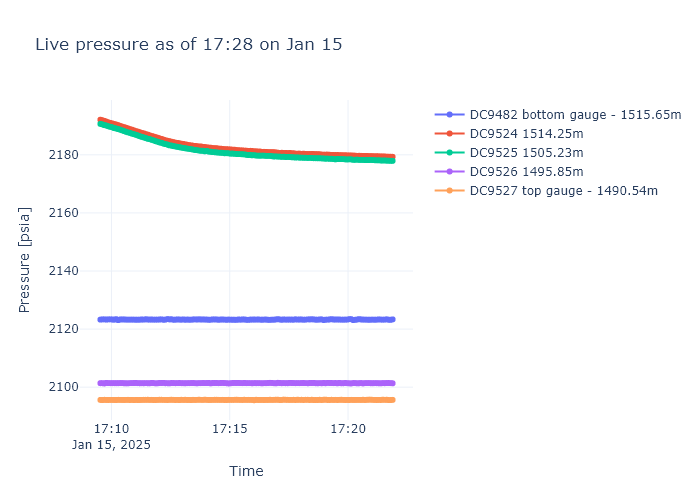 Live pressure as of 17:28 on Jan 15
DC9482 bottom gauge - 1515.65m
DC9524 1514.25m
DC9525 1505.23m
DC9526 1495.85m
DC9527 top gauge - 1490.54m
Pressure [psia]
2180
2160
2140
2120
2100
17:10
Jan 15, 2025
17:15
17:20
Time